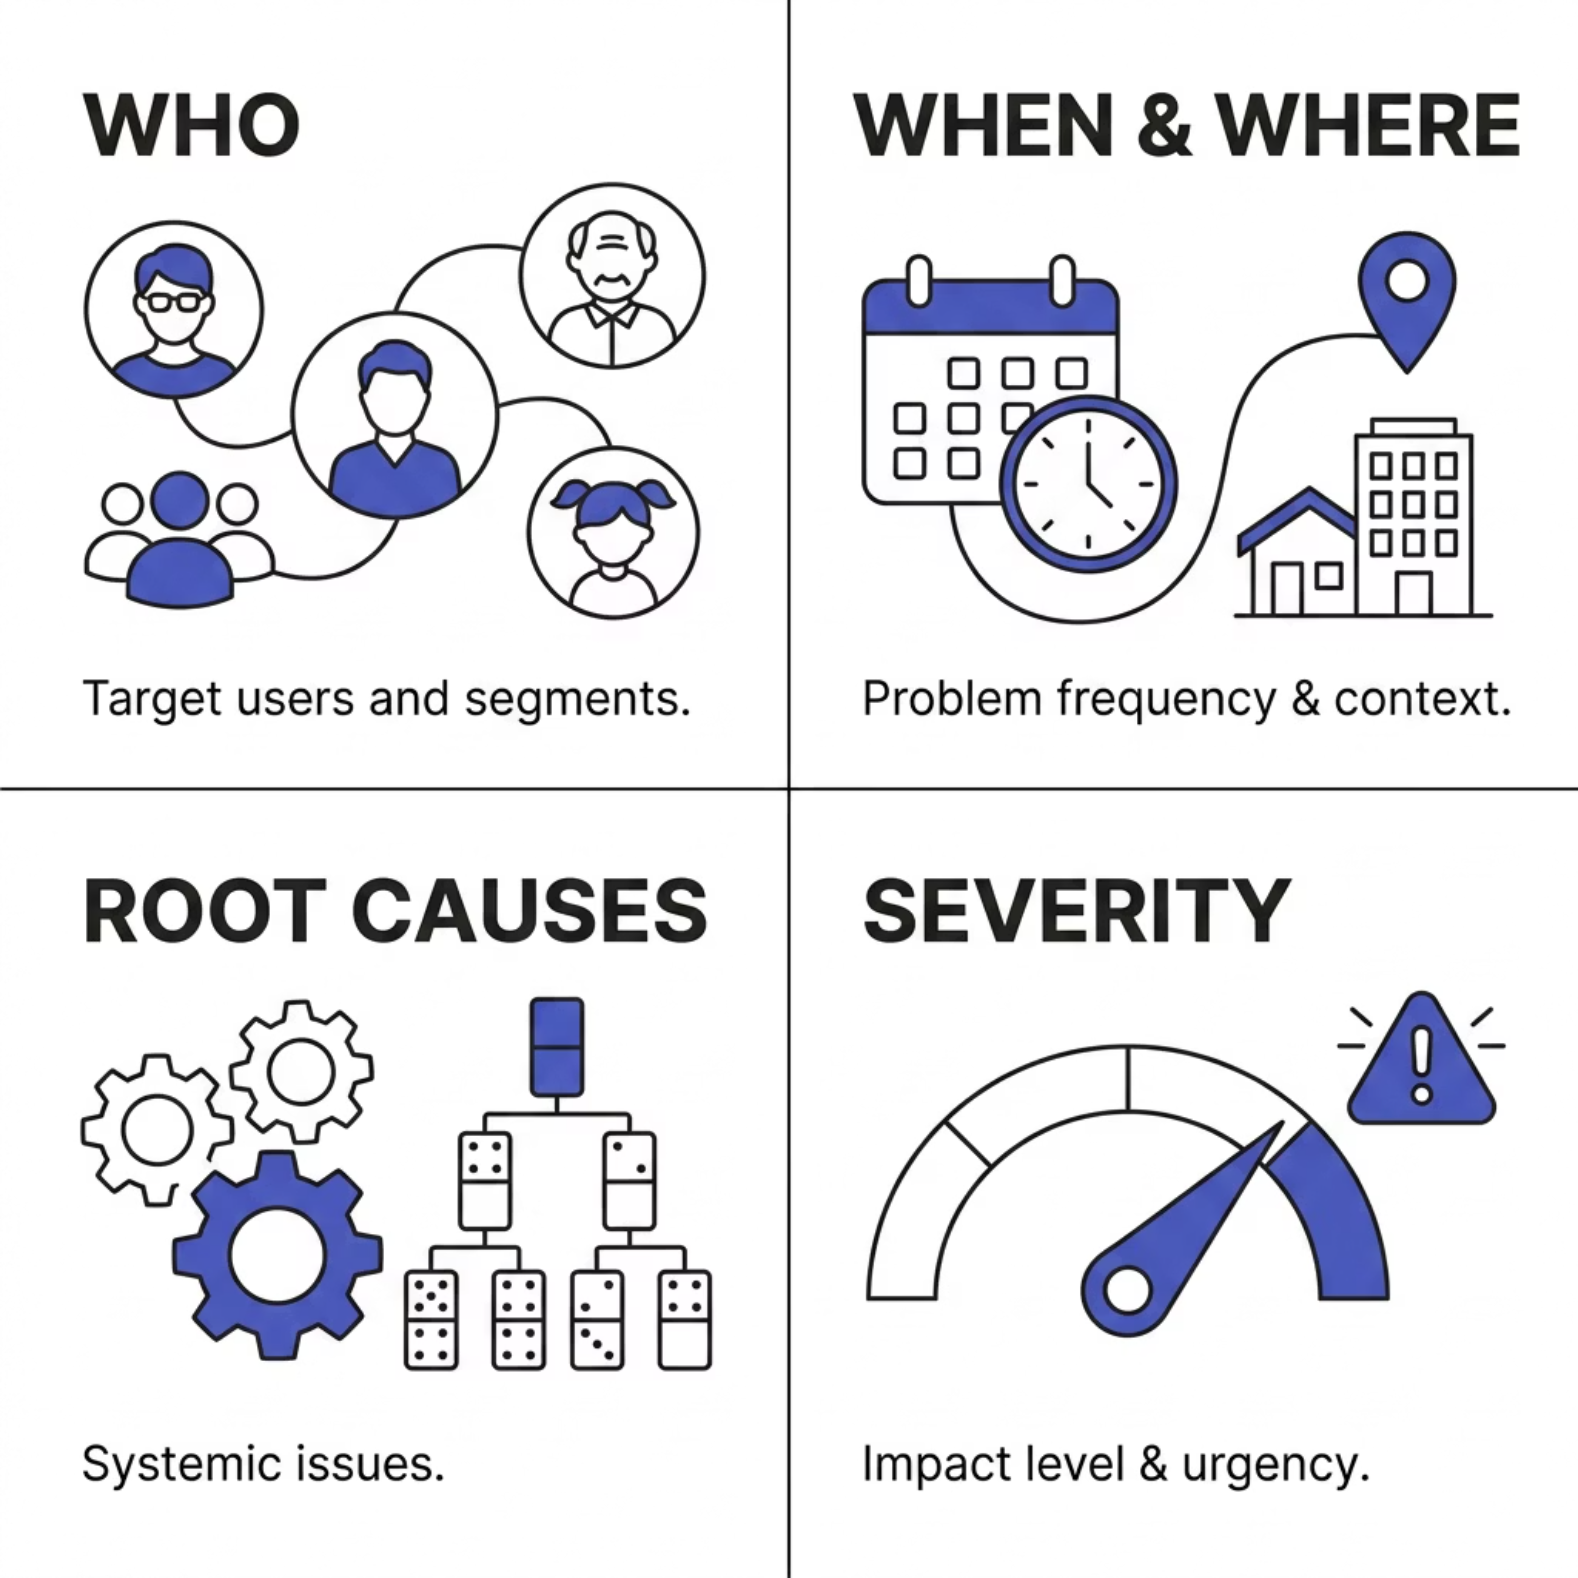 WHO
Target users and segments.
WHEN & WHERE
Problem frequency & context.
ROOT CAUSES
Systemic issues.
SEVERITY
Impact level & urgency.